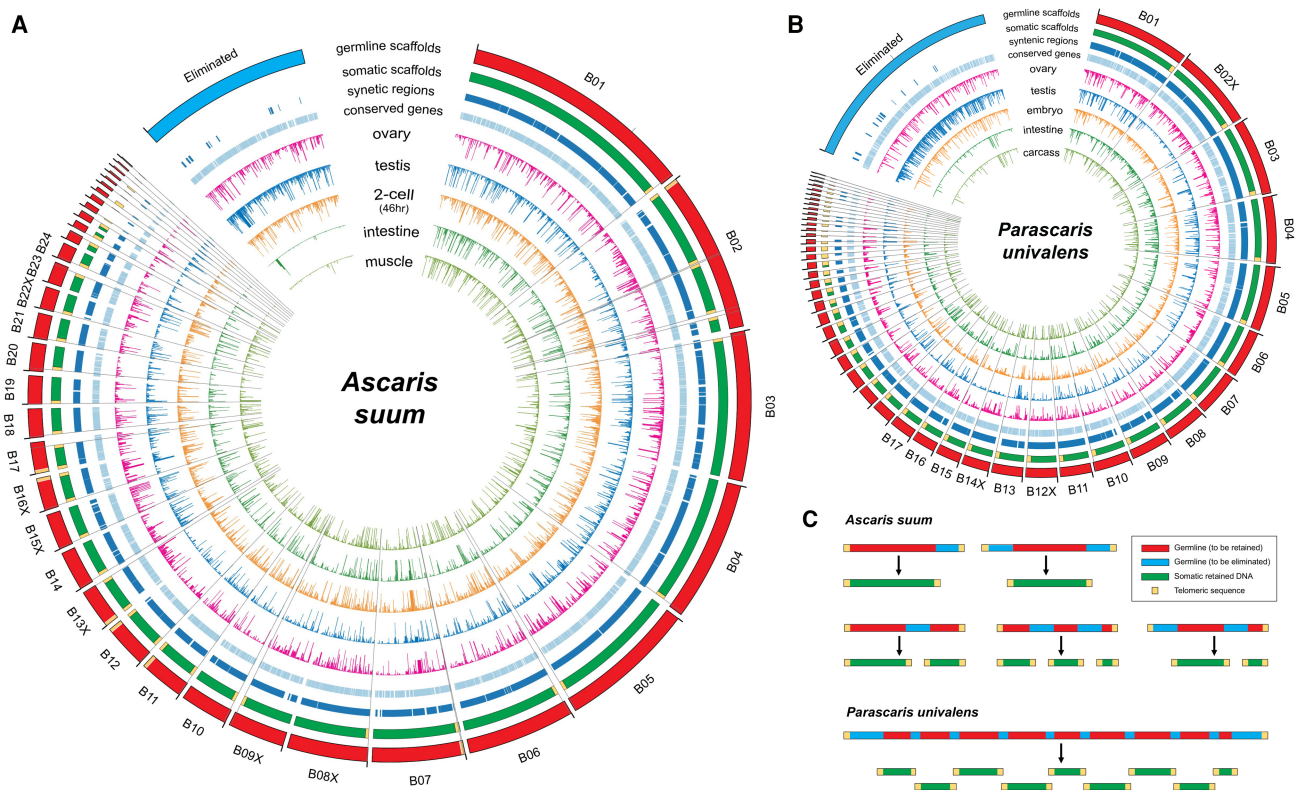 A
Eliminated
germline scaffolds
somatic scaffolds
synetic regions
conserved genes
ovary
testis
2-cell
(46hr)
intestine
muscle
Ascaris
suum
B01
B02
B03
B04
B05
B06
B07
B08X
B09X
B10
B11
B12
B13X
B14
B15X
B16X
B17
B18
B19
B20
B21
B22X
B23
B24
B
Eliminated
germline scaffolds
somatic scaffolds
syntenic regions
conserved genes
ovary
testis
embryo
intestine
carcass
Parascaris
univalens
B01
B02X
B03
B04
B05
B06
B07
B08
B09
B10
B11
B12X
B13
B14X
B15
B16
B17
C
Ascaris suum
Germline (to be retained)
Germline (to be eliminated)
Somatic retained DNA
Telomeric sequence
Parascaris univalens